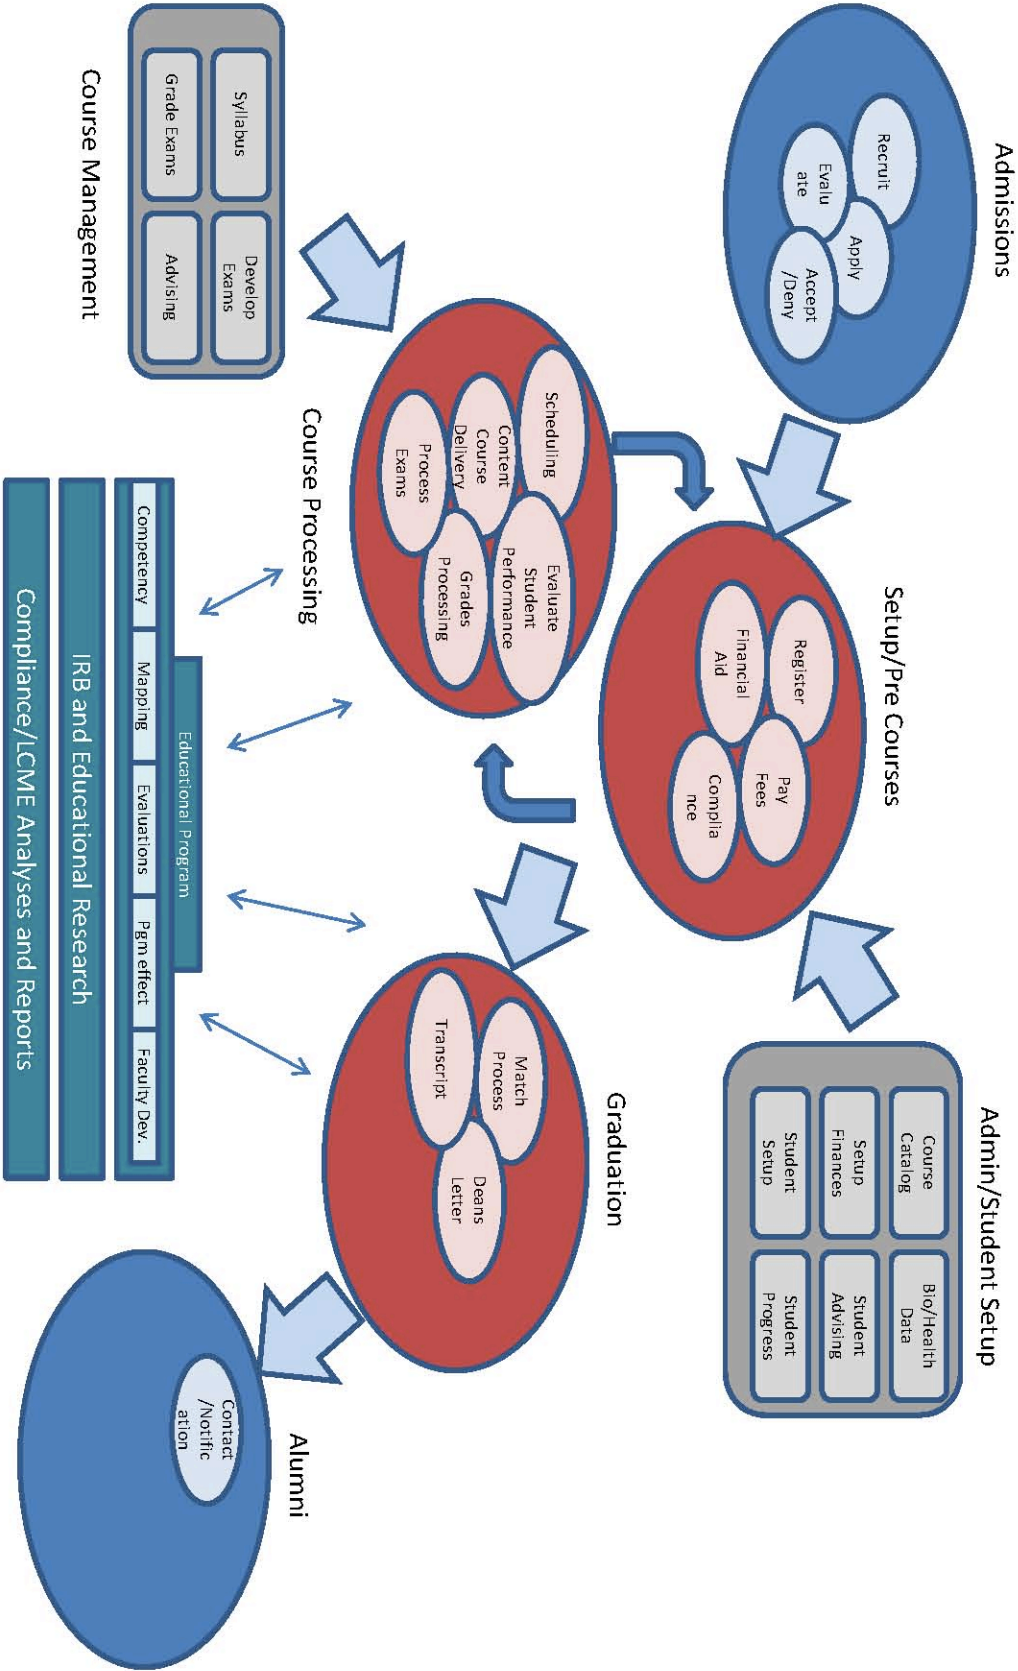 Admissions
Recruit
Evalu
ate
Apply
Accept
/Deny
Setup/Pre Courses
Register
Financial
Aid
Pay
Fees
Complia
nce
Admin/Student Setup
Course
Catalog
Bio/Health
Data
Setup
Finances
Student
Advising
Student
Setup
Student
Progress
Course Management
Syllabus
Develop
Exams
Grade Exams
Advising
Course Processing
Scheduling
Content
Course
Delivery
Process
Exams
Evaluate
Student
Performance
Grades
Processing
Graduation
Match
Process
Transcript
Deans
Letter
Alumni
Contact
/Notific
ation
Educational Program
Competency
Mapping
Evaluations
Pgm effect
Faculty Dev.
IRB and Educational Research
Compliance/LCME Analyses and Reports